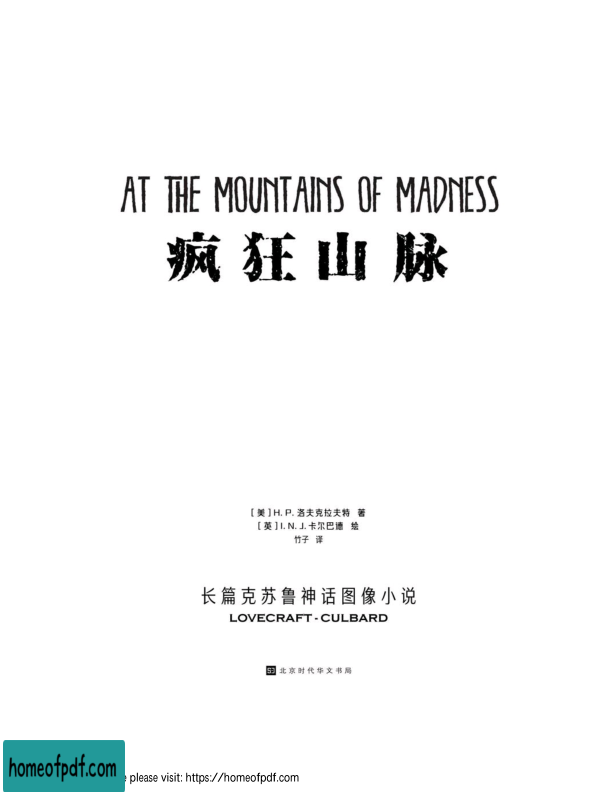 AT THE MOUNTAINS OF MADNESS
疯狂山脉
[美]H. P. 洛夫克拉夫特 著
[英]I. N. J. 卡尔巴德 绘
竹子 译
长篇克苏鲁神话图像小说
LOVECRAFT - CULBARD
北京时代华文书局
homeofpdf.com
please visit: https://homeofpdf.com